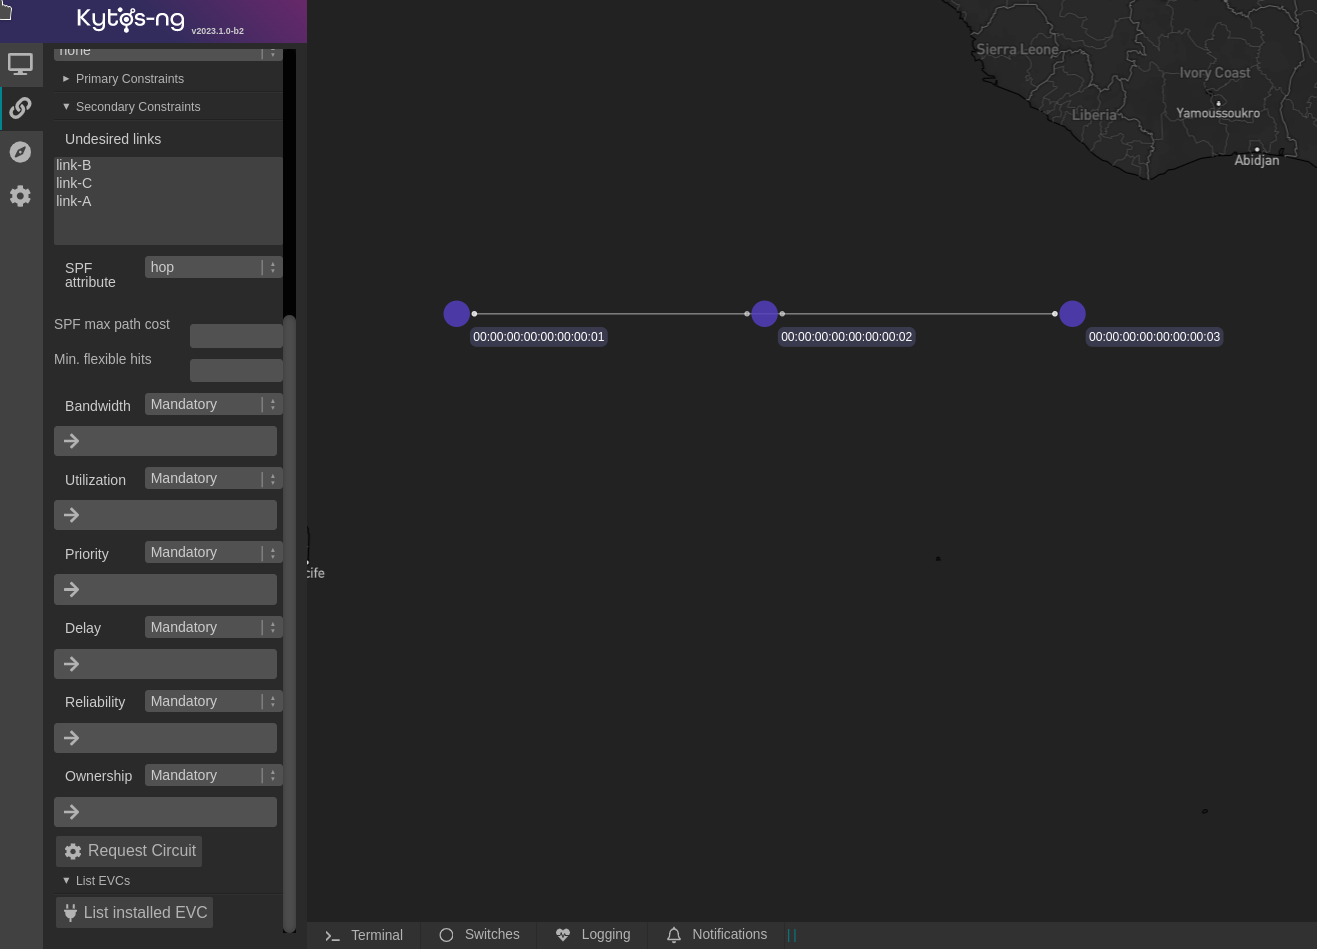 Kytos-ng v2023.1.0-b2
none
Primary Constraints
Secondary Constraints
Undesired links
link-B
link-C
link-A
SPF attribute
hop
SPF max path cost
Min. flexible hits
Bandwidth
Mandatory
Utilization
Mandatory
Priority
Mandatory
Delay
Mandatory
Reliability
Mandatory
Ownership
Mandatory
Request Circuit
List EVCs
List installed EVC
Sierra Leone
Ivory Coast
Liberia
Yamoussoukro
Abidjan
00:00:00:00:00:00:00:01
00:00:00:00:00:00:00:02
00:00:00:00:00:00:00:03
cife
Terminal
Switches
Logging
Notifications